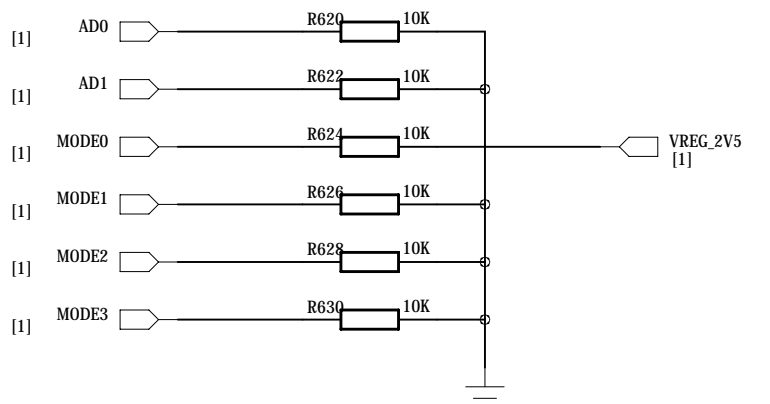 [1] AD0 R620 10K
[1] AD1 R622 10K
[1] MODE0 R624 10K VREG_2V5
[1]
[1] MODE1 R626 10K
[1] MODE2 R628 10K
[1] MODE3 R630 10K